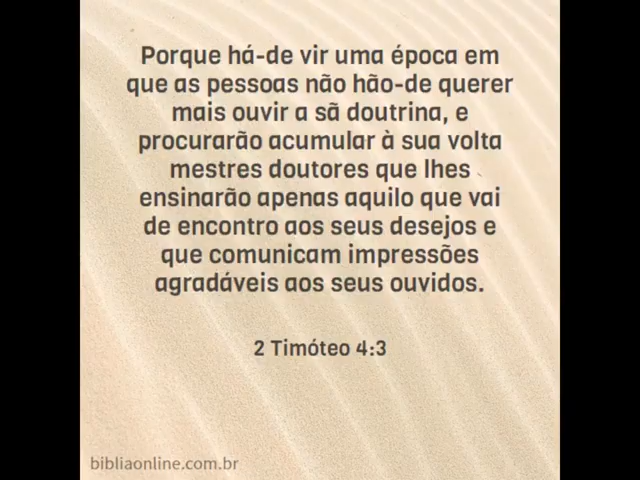 Porque há-de vir uma época em
que as pessoas não hão-de querer
mais ouvir a sã doutrina, e
procurarão acumular à sua volta
mestres doutores que lhes
ensinarão apenas aquilo que vai
de encontro aos seus desejos e
que comunicam impressões
agradáveis aos seus ouvidos.
2 Timóteo 4:3
bibliaonline.com.br